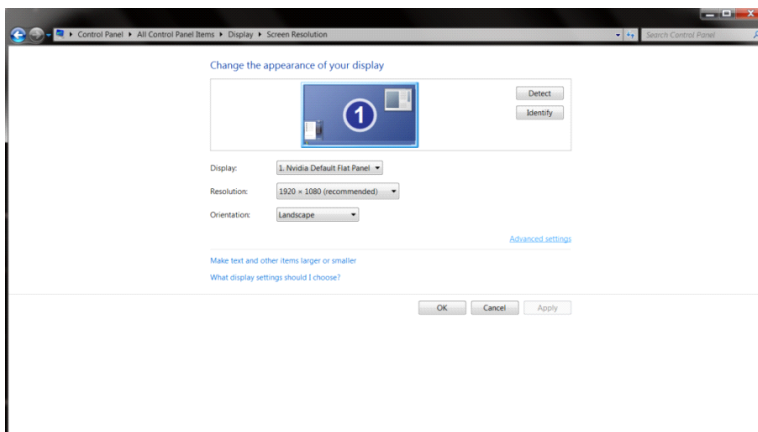 Control Panel ▸ All Control Panel Items ▸ Display ▸ Screen Resolution
Search Control Panel
Change the appearance of your display
1
Detect
Identify
Display: 1. Nvidia Default Flat Panel
Resolution: 1920 × 1080 (recommended)
Orientation: Landscape
Advanced settings
Make text and other items larger or smaller
What display settings should I choose?
OK Cancel Apply